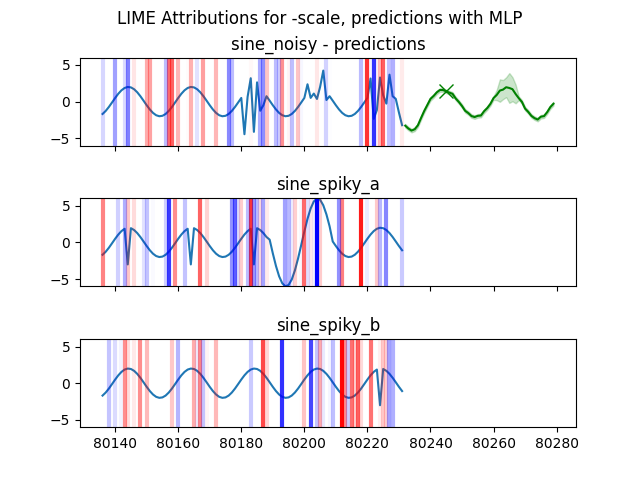 LIME Attributions for -scale, predictions with MLP
sine_noisy - predictions
5
0
−5
sine_spiky_a
5
0
−5
sine_spiky_b
5
0
−5
80140 80160 80180 80200 80220 80240 80260 80280